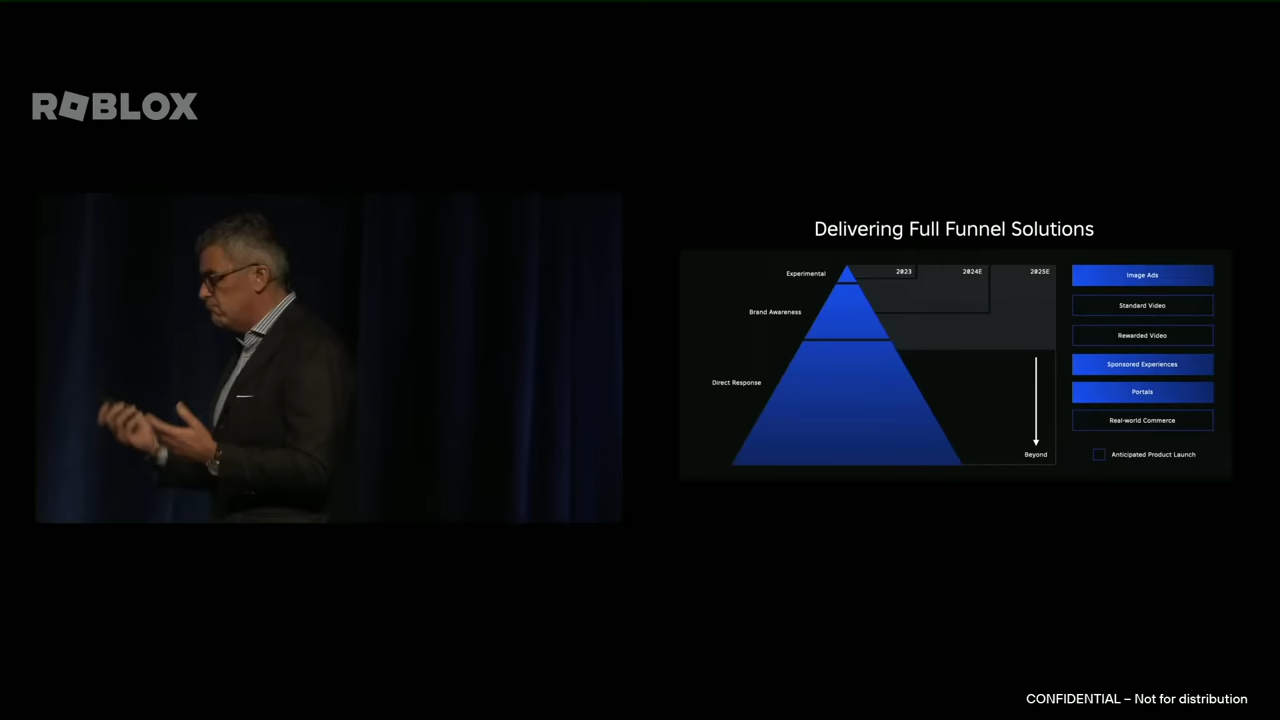 ROBLOX
Delivering Full Funnel Solutions
Experimental
Brand Awareness
Direct Response
2023
2024E
2025E
Beyond
Image Ads
Standard Video
Rewarded Video
Sponsored Experiences
Portals
Real-world Commerce
Anticipated Product Launch
CONFIDENTIAL – Not for distribution